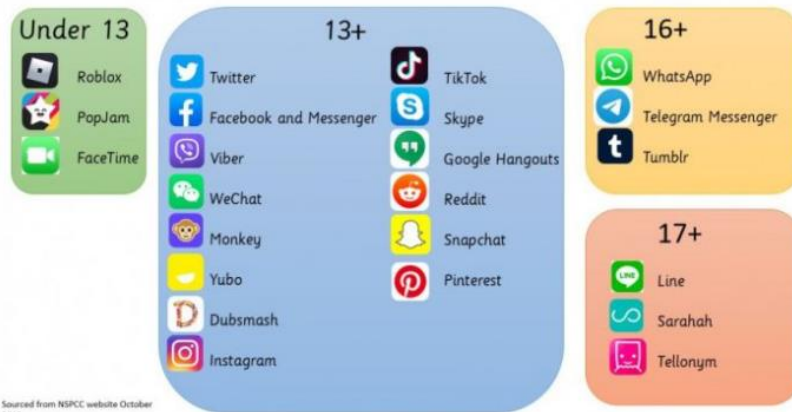 Under 13
Roblox
PopJam
FaceTime
13+
Twitter
Facebook and Messenger
Viber
WeChat
Monkey
Yubo
Dubsmash
Instagram
TikTok
Skype
Google Hangouts
Reddit
Snapchat
Pinterest
16+
WhatsApp
Telegram Messenger
Tumblr
17+
LINE
Line
Sarahah
Tellonym
Sourced from NSPCC website October